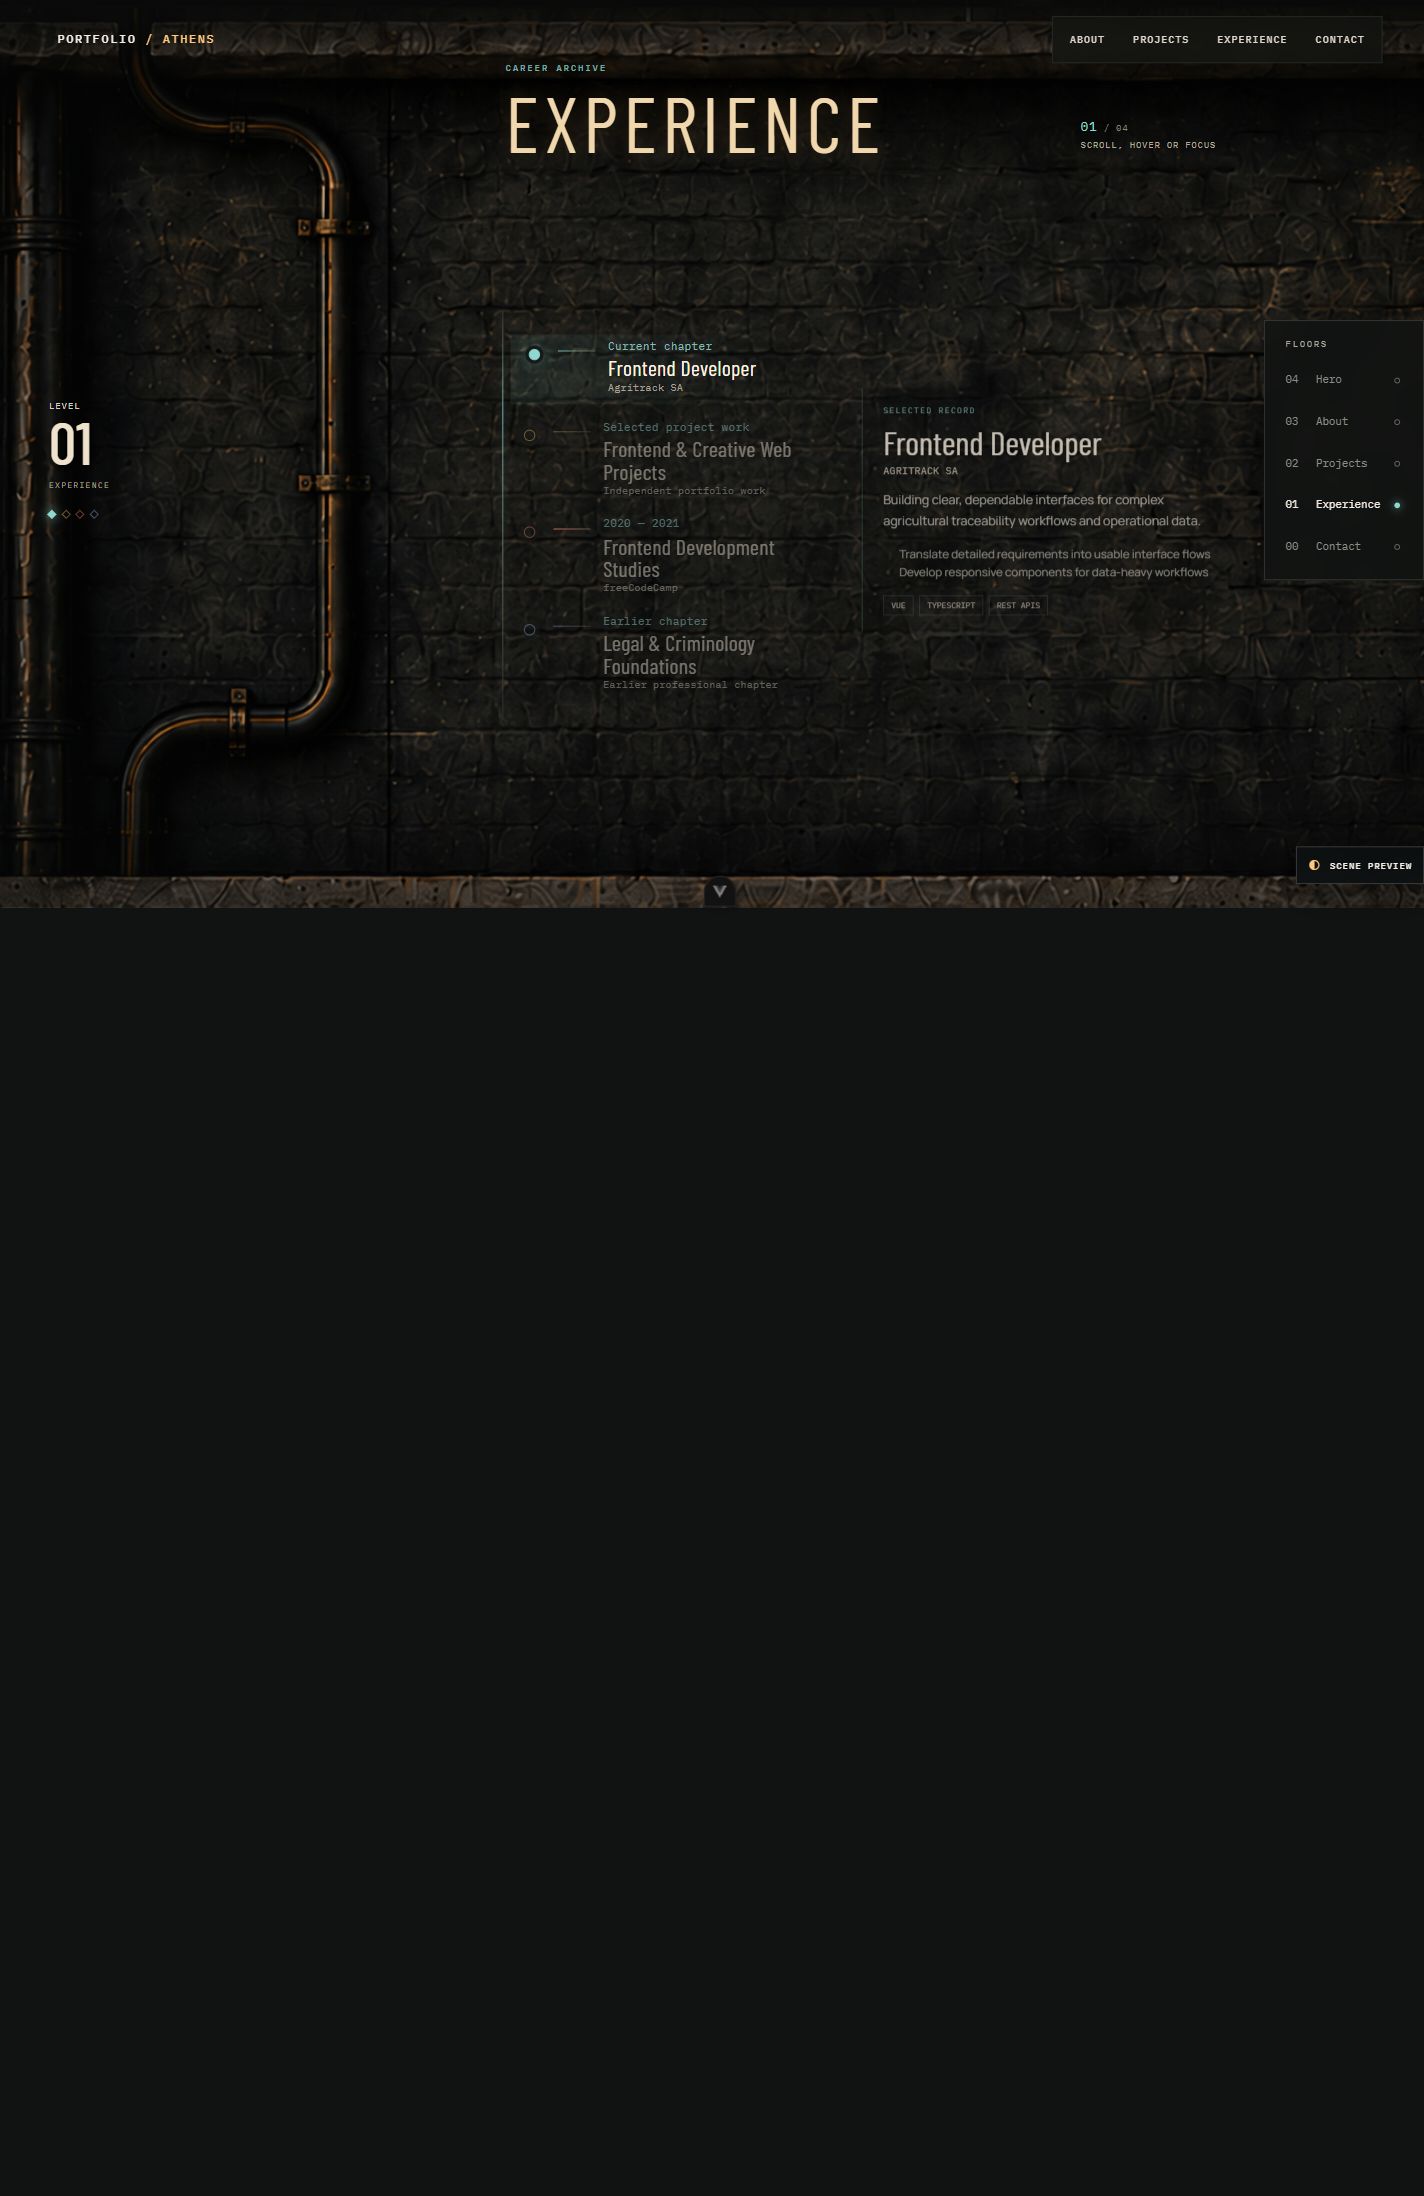 PORTFOLIO / ATHENS
ABOUT PROJECTS EXPERIENCE CONTACT
CAREER ARCHIVE
EXPERIENCE
01 / 04
SCROLL, HOVER OR FOCUS
LEVEL
01
EXPERIENCE
Current chapter
Frontend Developer
Agritrack SA
Selected project work
Frontend & Creative Web
Projects
Independent portfolio work
2020 — 2021
Frontend Development
Studies
freeCodeCamp
Earlier chapter
Legal & Criminology
Foundations
Earlier professional chapter
SELECTED RECORD
Frontend Developer
AGRITRACK SA
Building clear, dependable interfaces for complex
agricultural traceability workflows and operational data.
Translate detailed requirements into usable interface flows
Develop responsive components for data-heavy workflows
VUE TYPESCRIPT REST APIS
FLOORS
04 Hero
03 About
02 Projects
01 Experience
00 Contact
SCENE PREVIEW